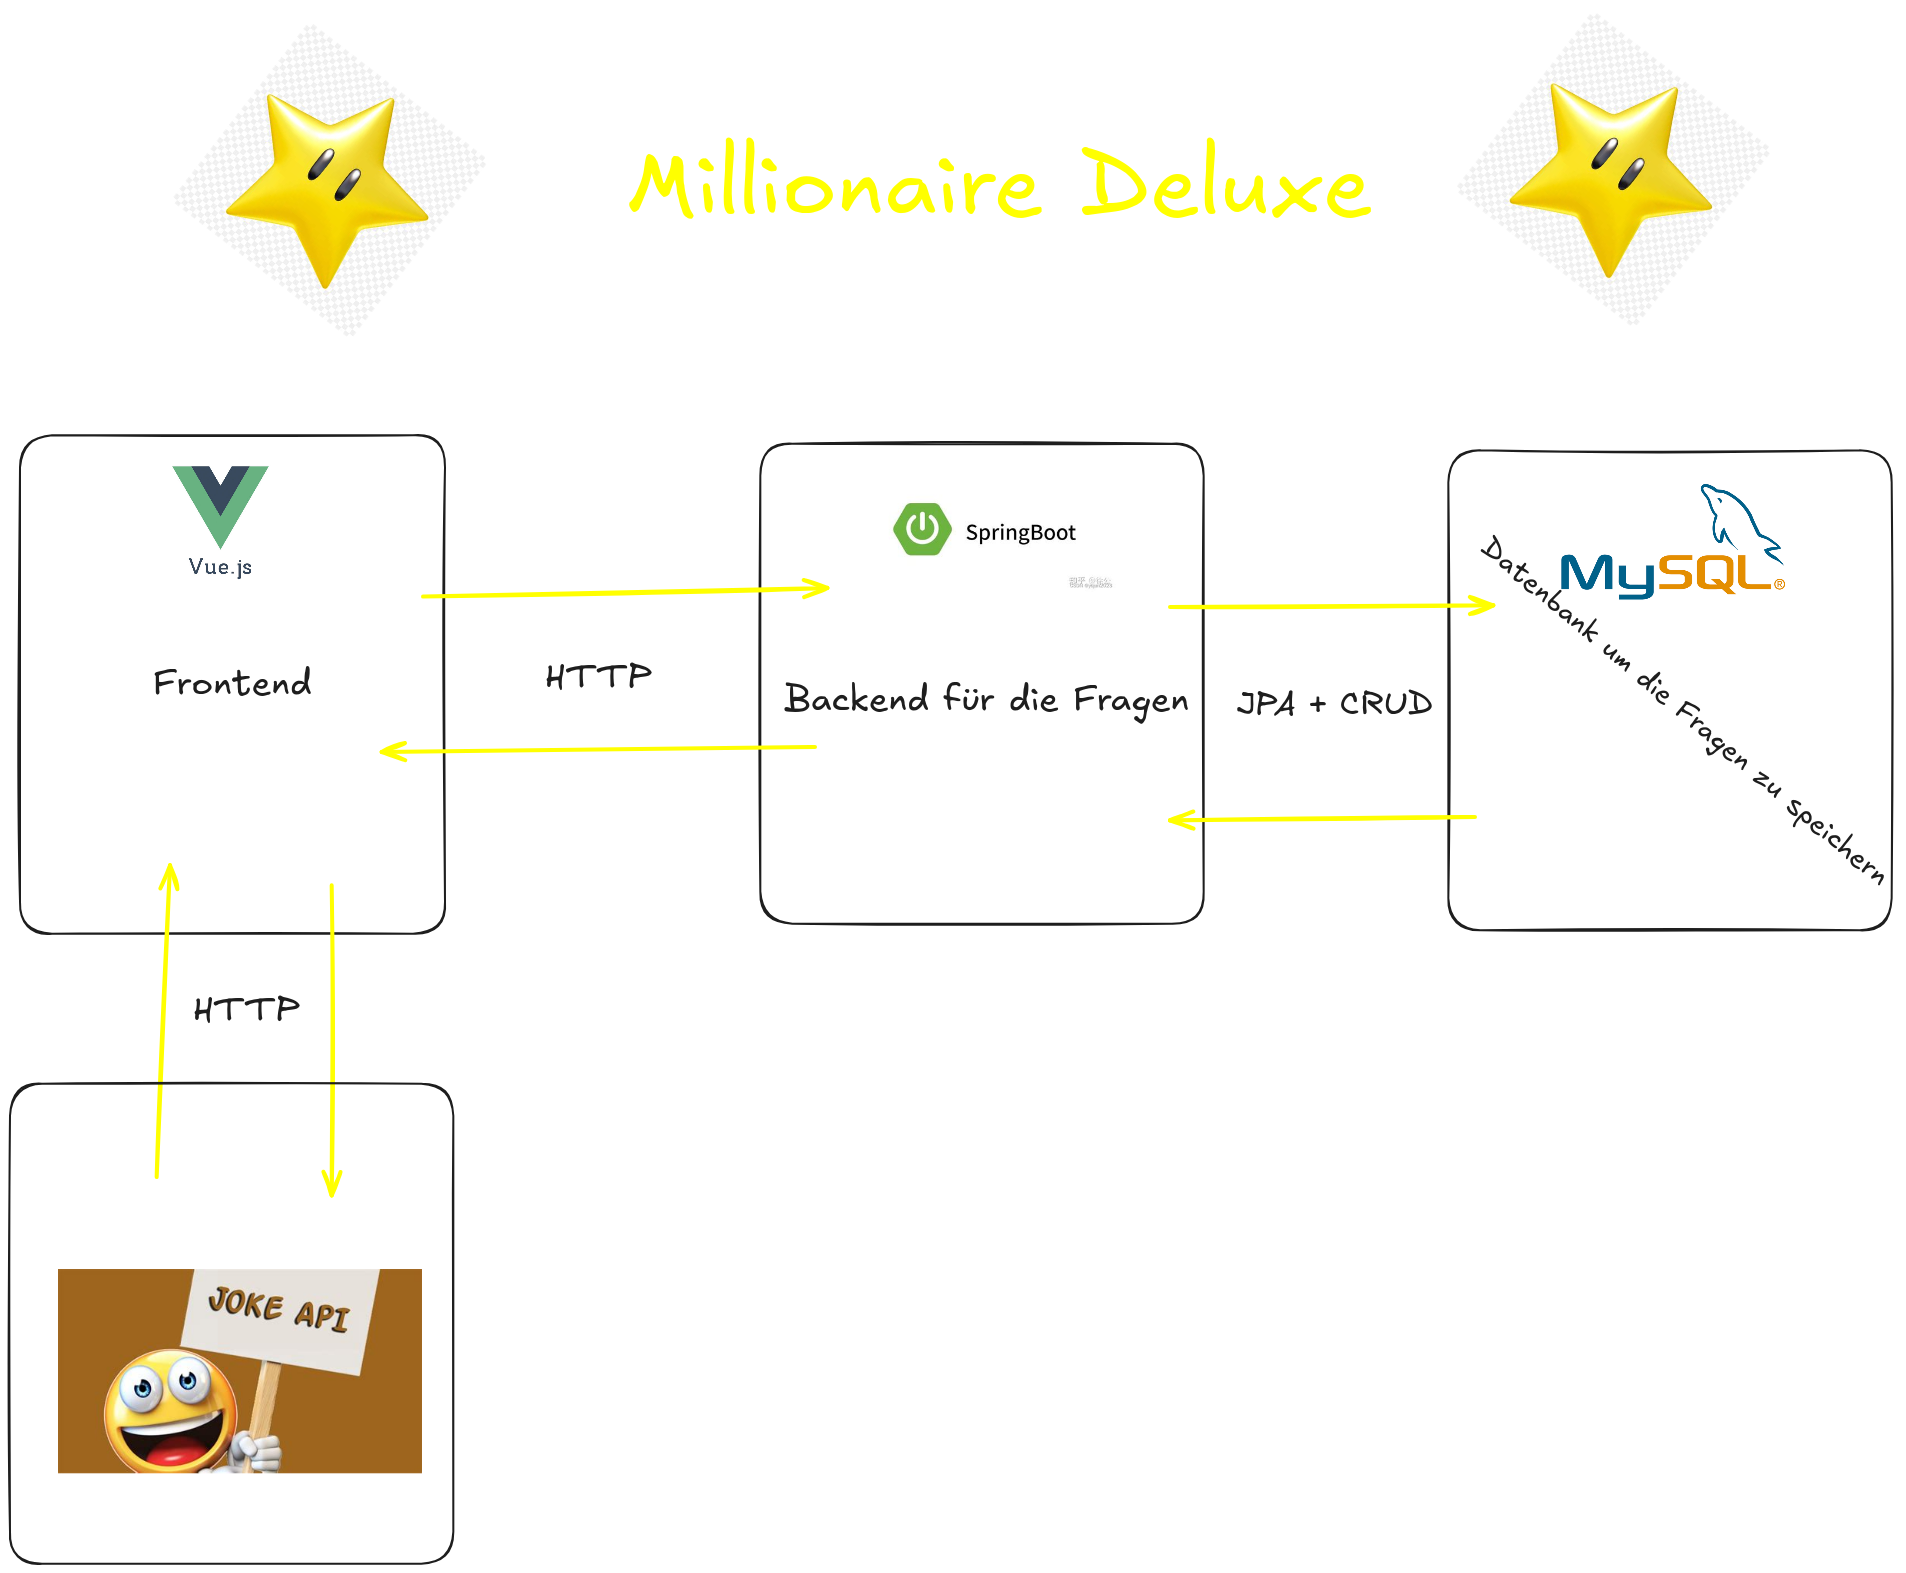 Millionaire Deluxe
Vue.js
Frontend
HTTP
SpringBoot
Backend für die Fragen
JPA + CRUD
MySQL®
Datenbank um die Fragen zu speichern
HTTP
JOKE API